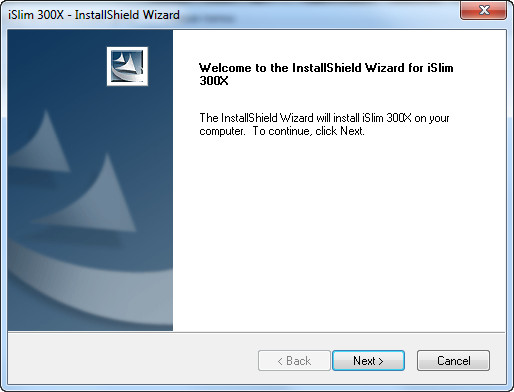 iSlim 300X - InstallShield Wizard
Welcome to the InstallShield Wizard for iSlim
300X
The InstallShield Wizard will install iSlim 300X on your
computer. To continue, click Next.
< Back
Next >
Cancel